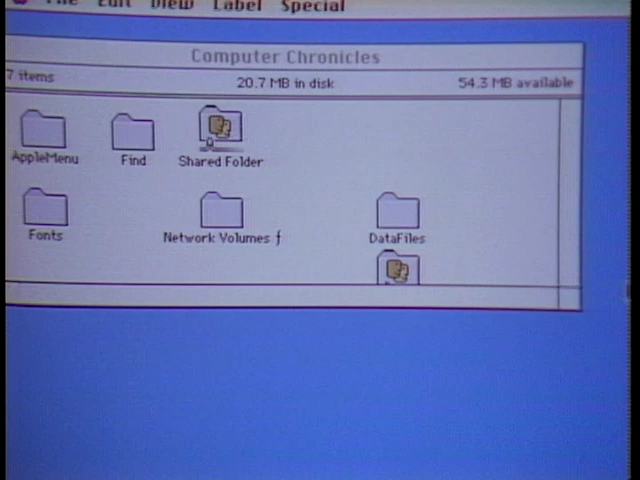 File Edit View Label Special
Computer Chronicles
7 items 20.7 MB in disk 54.3 MB available
AppleMenu Find Shared Folder
Fonts Network Volumes ƒ DataFiles